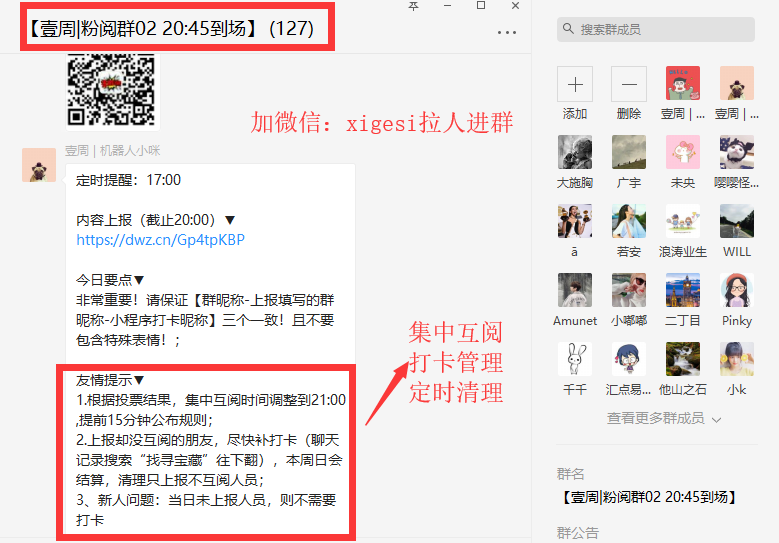 【壹周|粉阅群02 20:45到场】 (127)
加微信：xigesi拉人进群
壹周 | 机器人小咪
定时提醒：17:00
内容上报（截止20:00）▼
https://dwz.cn/Gp4tpKBP
今日要点▼
非常重要！请保证【群昵称-上报填写的群
昵称-小程序打卡昵称】三个一致！且不要
包含特殊表情！；
友情提示▼
1.根据投票结果，集中互阅时间调整到21:00
,提前15分钟公布规则；
2.上报却没互阅的朋友，尽快补打卡（聊天
记录搜索“找寻宝藏”往下翻），本周日会
结算，清理只上报不互阅人员；
3、新人问题：当日未上报人员，则不需要
打卡
集中互阅
打卡管理
定时清理
搜索群成员
添加 删除 壹周 | ... 壹周 | ...
大施胸 广宇 未央 嘤嘤怪...
ā 若安 浪涛业生 WILL
Amunet 小嘟嘟 二丁目 Pinky
千千 汇点易... 他山之石 小k
查看更多群成员
群名
【壹周|粉阅群02 20:45到场】
群公告